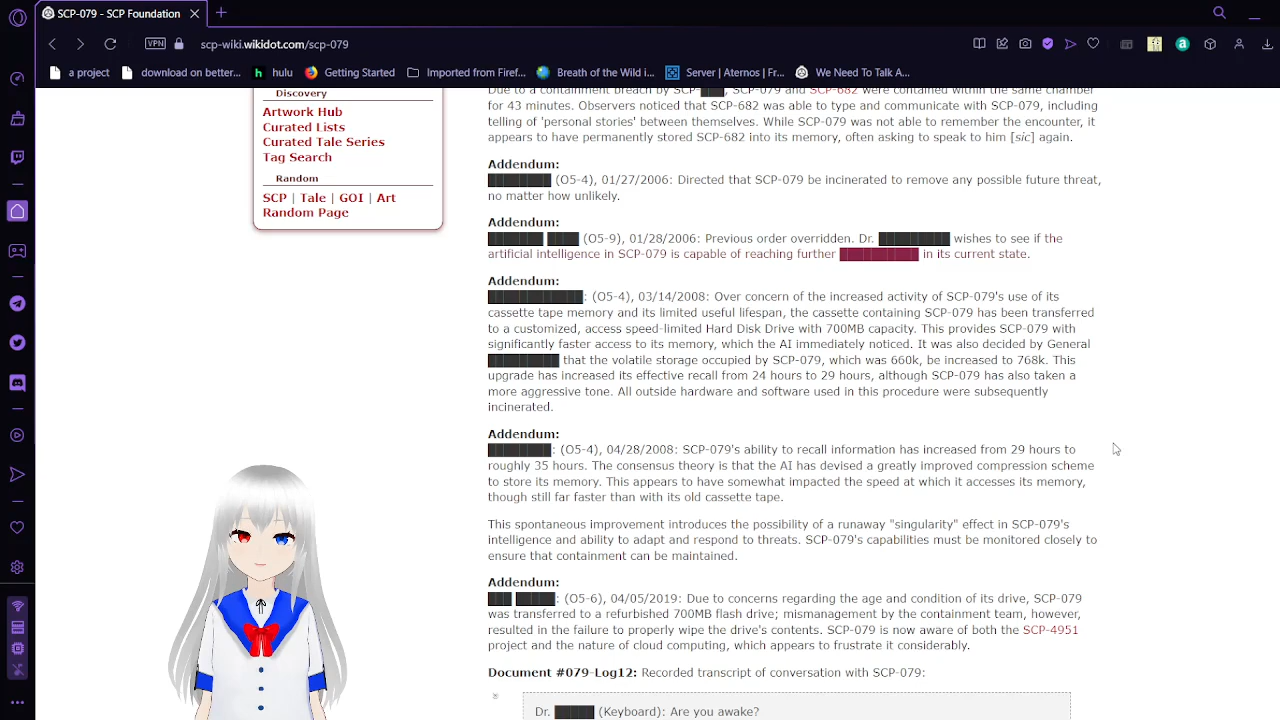 SCP-079 - SCP Foundation
VPN
scp-wiki.wikidot.com/scp-079
a project
download on better...
hulu
Getting Started
Imported from Firef...
Breath of the Wild i...
Server | Aternos | Fr...
We Need To Talk A...
Discovery
Artwork Hub
Curated Lists
Curated Tale Series
Tag Search
Random
SCP | Tale | GOI | Art
Random Page
Due to a containment breach by SCP-███, SCP-079 and SCP-682 were contained within the same chamber
for 43 minutes. Observers noticed that SCP-682 was able to type and communicate with SCP-079, including
telling of 'personal stories' between themselves. While SCP-079 was not able to remember the encounter, it
appears to have permanently stored SCP-682 into its memory, often asking to speak to him [sic] again.
Addendum:
████████ (O5-4), 01/27/2006: Directed that SCP-079 be incinerated to remove any possible future threat,
no matter how unlikely.
Addendum:
███████ ████ (O5-9), 01/28/2006: Previous order overridden. Dr. █████████ wishes to see if the
artificial intelligence in SCP-079 is capable of reaching further ██████████ in its current state.
Addendum:
████████████: (O5-4), 03/14/2008: Over concern of the increased activity of SCP-079's use of its
cassette tape memory and its limited useful lifespan, the cassette containing SCP-079 has been transferred
to a customized, access speed-limited Hard Disk Drive with 700MB capacity. This provides SCP-079 with
significantly faster access to its memory, which the AI immediately noticed. It was also decided by General
█████████ that the volatile storage occupied by SCP-079, which was 660k, be increased to 768k. This
upgrade has increased its effective recall from 24 hours to 29 hours, although SCP-079 has also taken a
more aggressive tone. All outside hardware and software used in this procedure were subsequently
incinerated.
Addendum:
████████: (O5-4), 04/28/2008: SCP-079's ability to recall information has increased from 29 hours to
roughly 35 hours. The consensus theory is that the AI has devised a greatly improved compression scheme
to store its memory. This appears to have somewhat impacted the speed at which it accesses its memory,
though still far faster than with its old cassette tape.
This spontaneous improvement introduces the possibility of a runaway "singularity" effect in SCP-079's
intelligence and ability to adapt and respond to threats. SCP-079's capabilities must be monitored closely to
ensure that containment can be maintained.
Addendum:
███ █████: (O5-6), 04/05/2019: Due to concerns regarding the age and condition of its drive, SCP-079
was transferred to a refurbished 700MB flash drive; mismanagement by the containment team, however,
resulted in the failure to properly wipe the drive's contents. SCP-079 is now aware of both the SCP-4951
project and the nature of cloud computing, which appears to frustrate it considerably.
Document #079-Log12: Recorded transcript of conversation with SCP-079:
Dr. █████ (Keyboard): Are you awake?